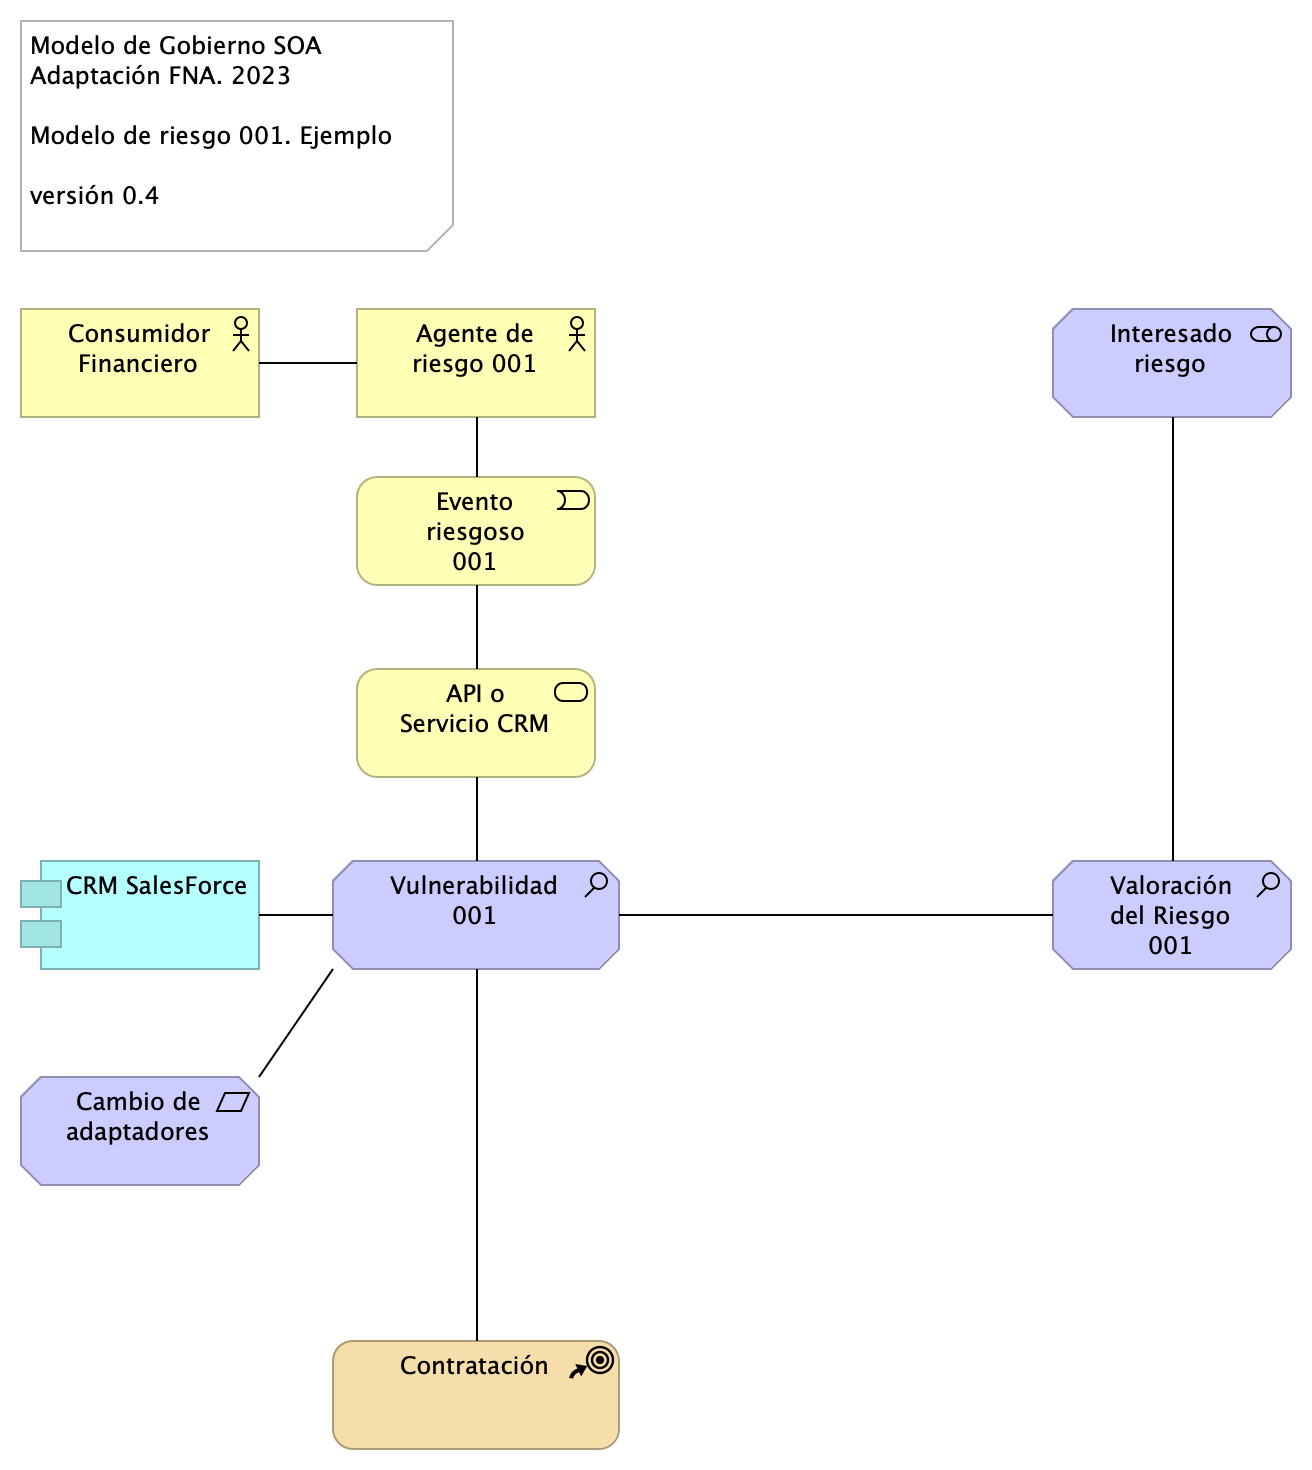 Modelo de Gobierno SOA
Adaptación FNA. 2023
Modelo de riesgo 001. Ejemplo
versión 0.4
Consumidor
Financiero
Agente de
riesgo 001
Interesado
riesgo
Evento
riesgoso
001
API o
Servicio CRM
CRM SalesForce
Vulnerabilidad
001
Valoración
del Riesgo
001
Cambio de
adaptadores
Contratación